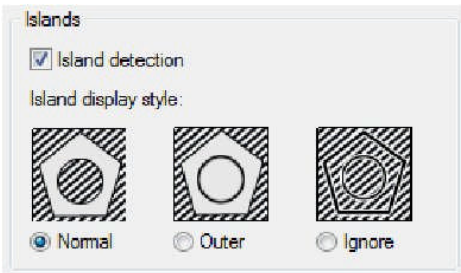 Islands
Island detection
Island display style:
Normal Outer Ignore